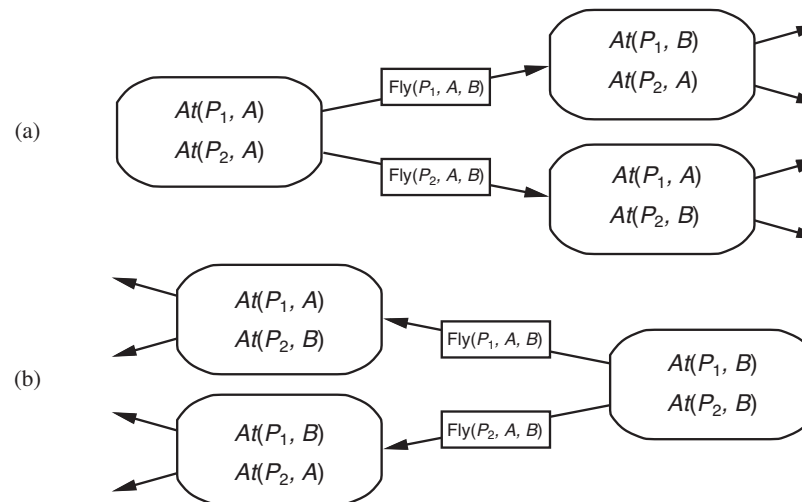 (a)
At(P₁, A)
At(P₂, A)
Fly(P₁, A, B)
Fly(P₂, A, B)
At(P₁, B)
At(P₂, A)
At(P₁, A)
At(P₂, B)
(b)
At(P₁, A)
At(P₂, B)
At(P₁, B)
At(P₂, A)
Fly(P₁, A, B)
Fly(P₂, A, B)
At(P₁, B)
At(P₂, B)